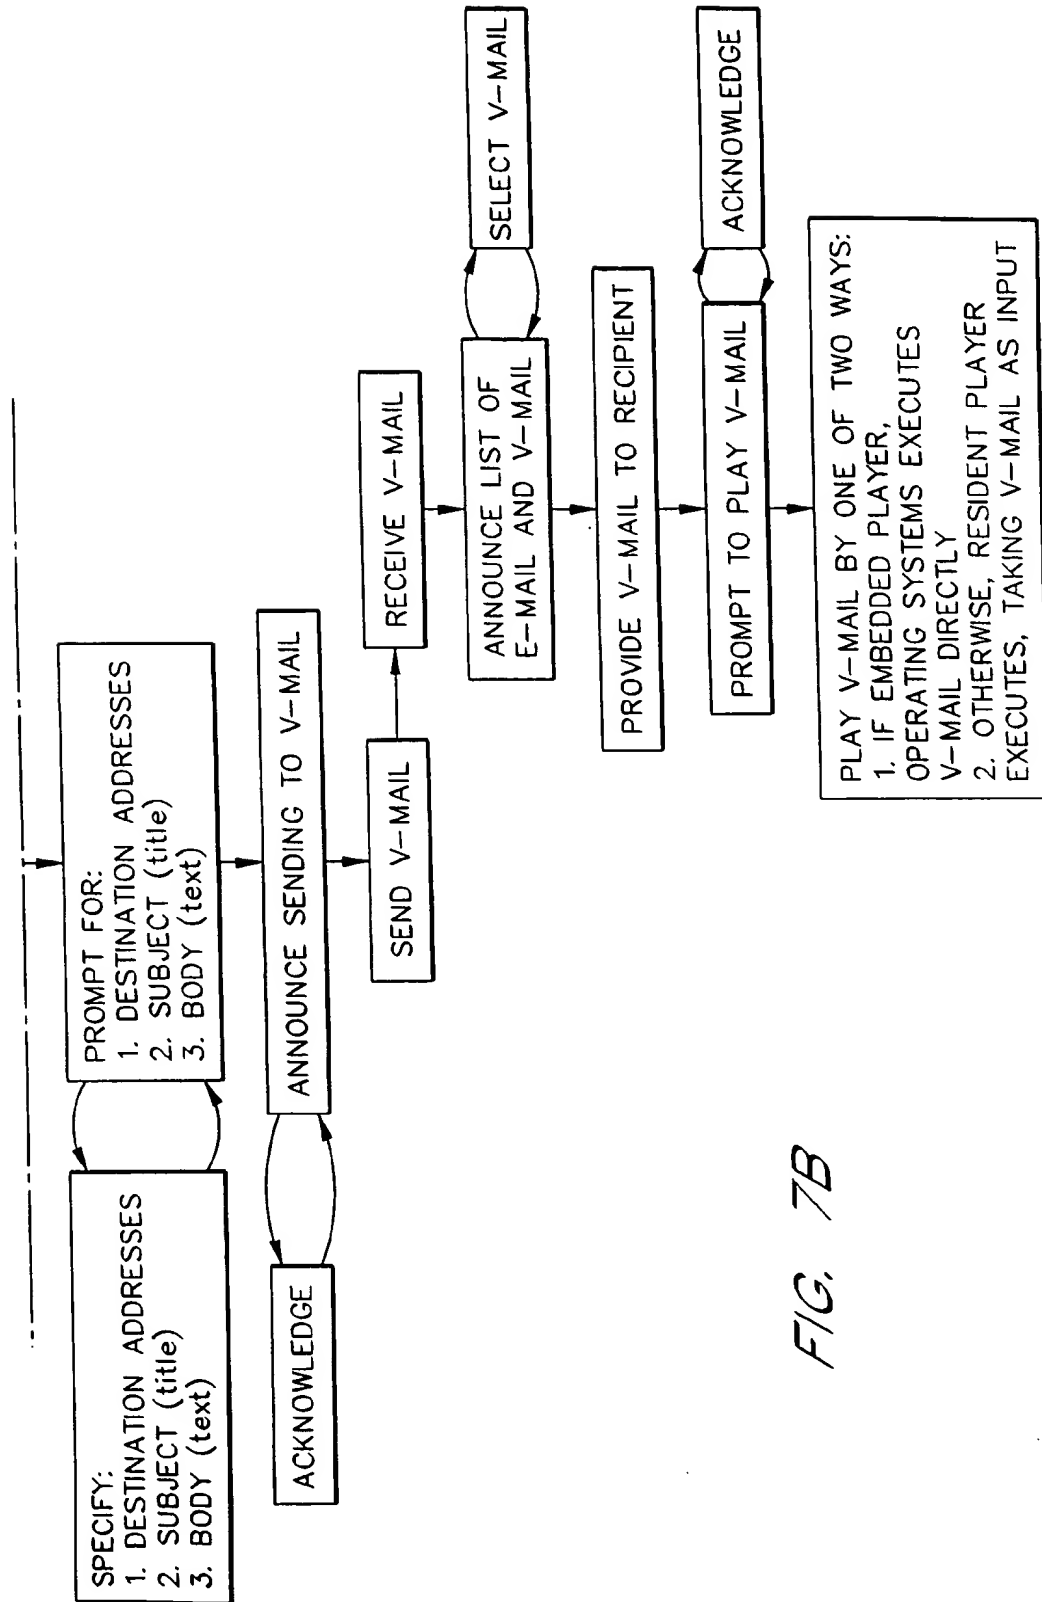 SPECIFY:
1. DESTINATION ADDRESSES
2. SUBJECT (title)
3. BODY (text)
PROMPT FOR:
1. DESTINATION ADDRESSES
2. SUBJECT (title)
3. BODY (text)
ACKNOWLEDGE
ANNOUNCE SENDING TO V-MAIL
SEND V-MAIL
RECEIVE V-MAIL
ANNOUNCE LIST OF
E-MAIL AND V-MAIL
SELECT V-MAIL
PROVIDE V-MAIL TO RECIPIENT
PROMPT TO PLAY V-MAIL
ACKNOWLEDGE
PLAY V-MAIL BY ONE OF TWO WAYS:
1. IF EMBEDDED PLAYER,
OPERATING SYSTEMS EXECUTES
V-MAIL DIRECTLY
2. OTHERWISE, RESIDENT PLAYER
EXECUTES, TAKING V-MAIL AS INPUT
FIG. 7B